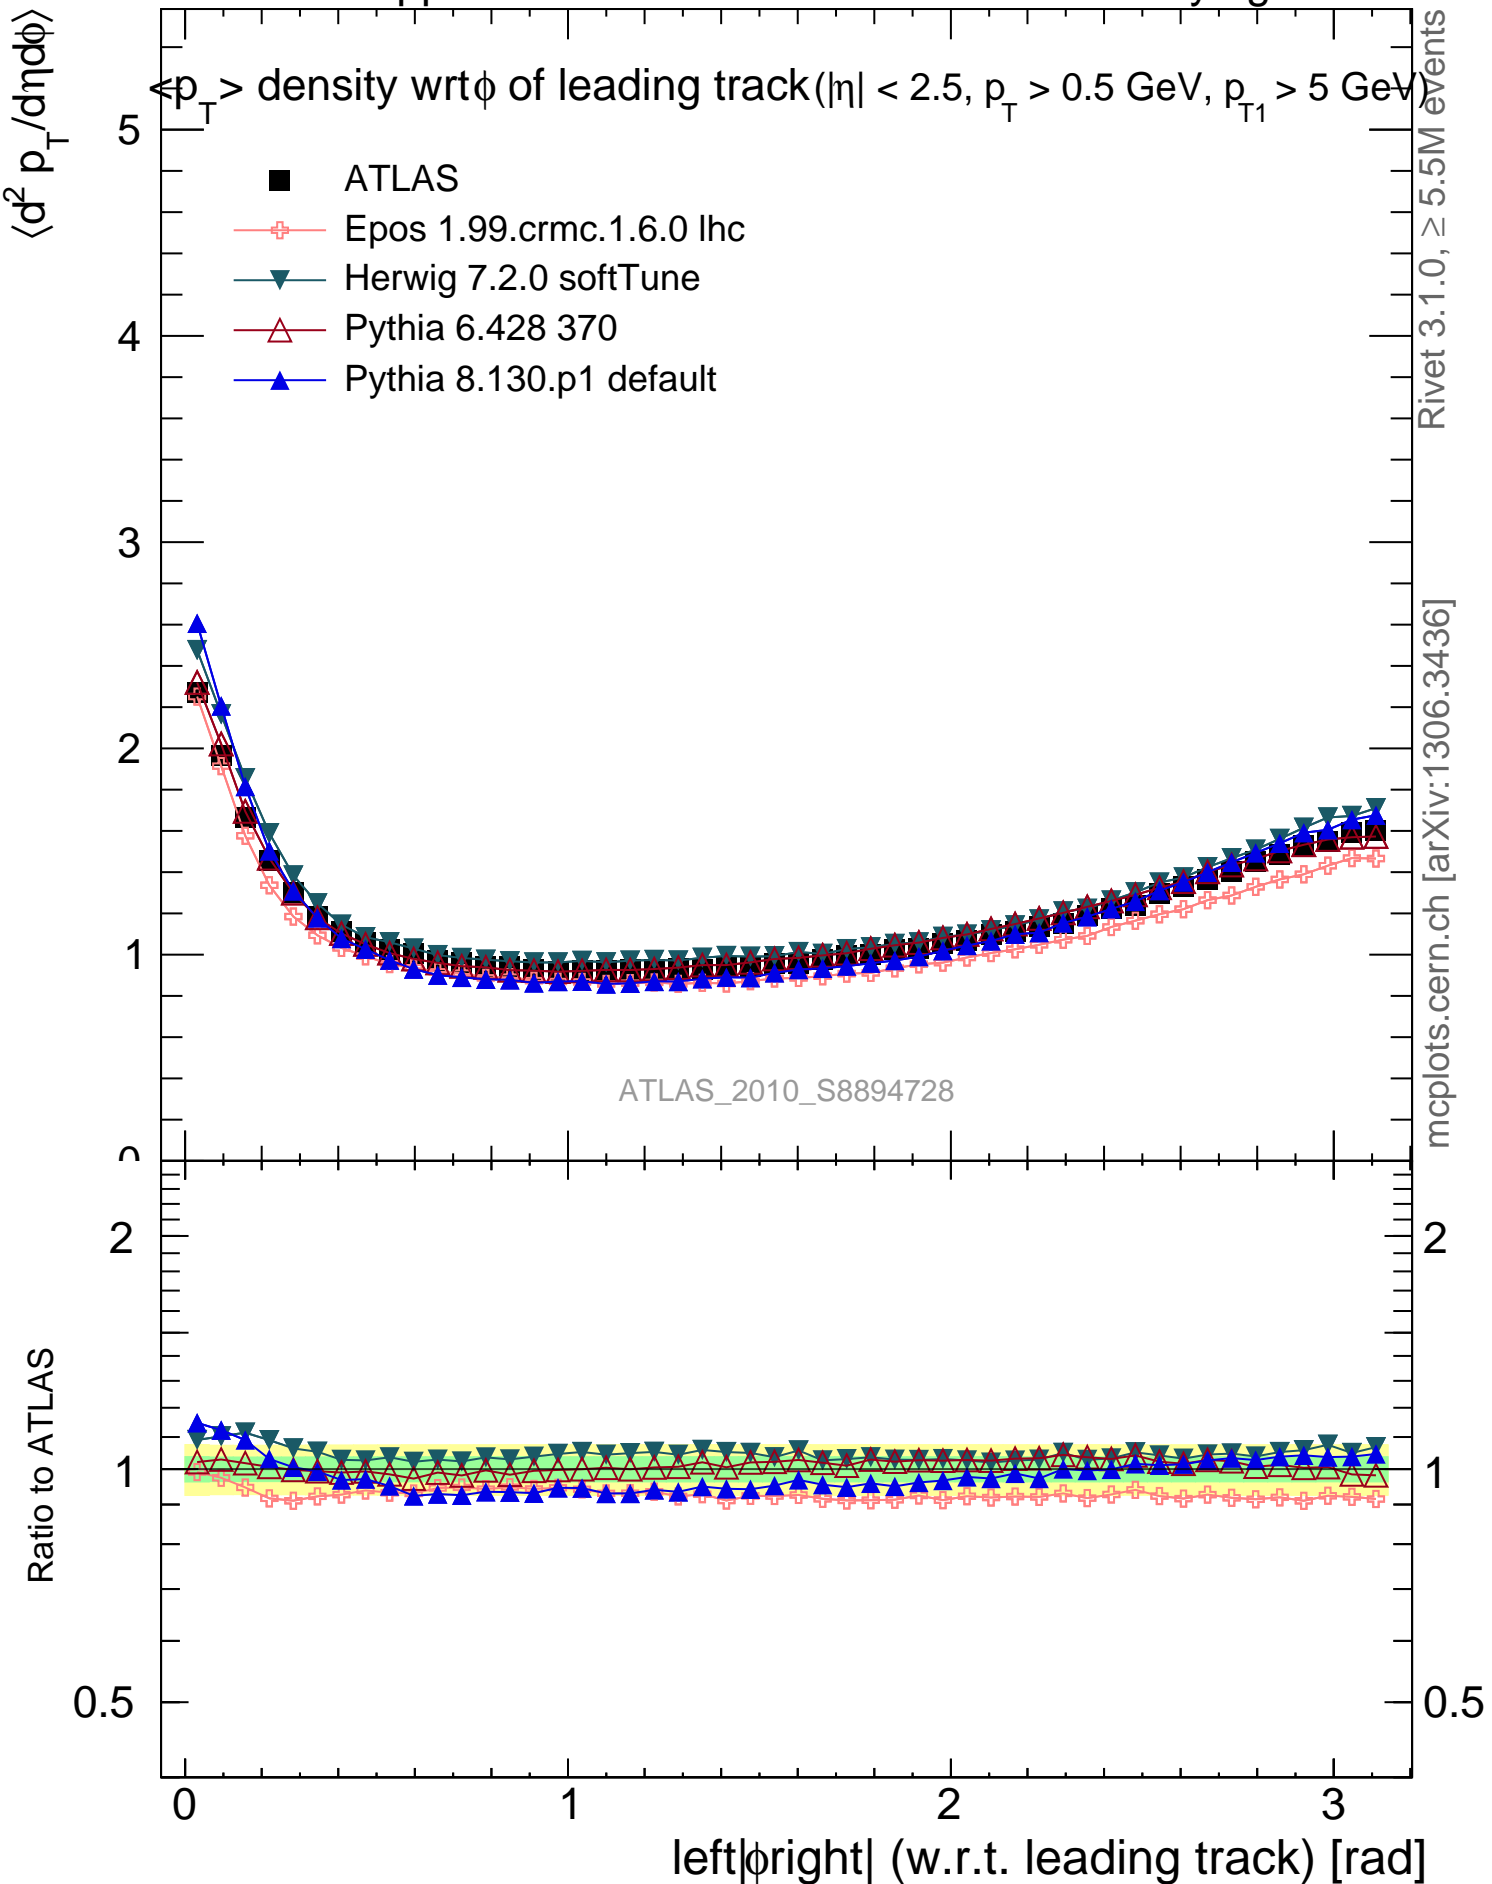 <p_T> density wrt ϕ of leading track (|η| < 2.5, p_T > 0.5 GeV, p_T1 > 5 GeV)
⟨d² p_T/dηdϕ⟩
ATLAS
Epos 1.99.crmc.1.6.0 lhc
Herwig 7.2.0 softTune
Pythia 6.428 370
Pythia 8.130.p1 default
5
4
3
2
1
0
ATLAS_2010_S8894728
Rivet 3.1.0, ≥ 5.5M events
mcplots.cern.ch [arXiv:1306.3436]
Ratio to ATLAS
2
1
0.5
2
1
0.5
0 1 2 3
left|ϕright| (w.r.t. leading track) [rad]